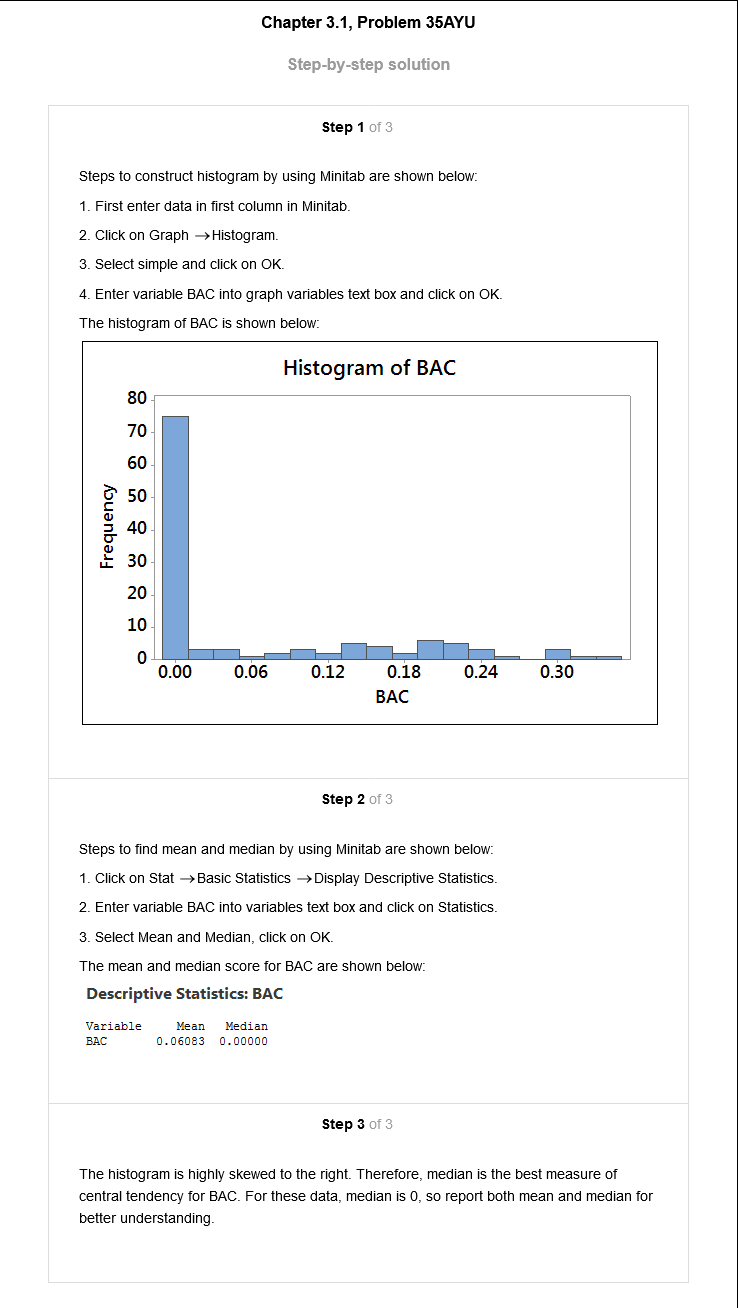 Chapter 3.1, Problem 35AYU
Step-by-step solution
Step 1 of 3
Steps to construct histogram by using Minitab are shown below:
1. First enter data in first column in Minitab.
2. Click on Graph →Histogram.
3. Select simple and click on OK.
4. Enter variable BAC into graph variables text box and click on OK.
The histogram of BAC is shown below:
Histogram of BAC
80
70
60
50
40
30
20
10
0
Frequency
0.00 0.06 0.12 0.18 0.24 0.30
BAC
Step 2 of 3
Steps to find mean and median by using Minitab are shown below:
1. Click on Stat →Basic Statistics →Display Descriptive Statistics.
2. Enter variable BAC into variables text box and click on Statistics.
3. Select Mean and Median, click on OK.
The mean and median score for BAC are shown below:
Descriptive Statistics: BAC
Variable Mean Median
BAC 0.06083 0.00000
Step 3 of 3
The histogram is highly skewed to the right. Therefore, median is the best measure of
central tendency for BAC. For these data, median is 0, so report both mean and median for
better understanding.